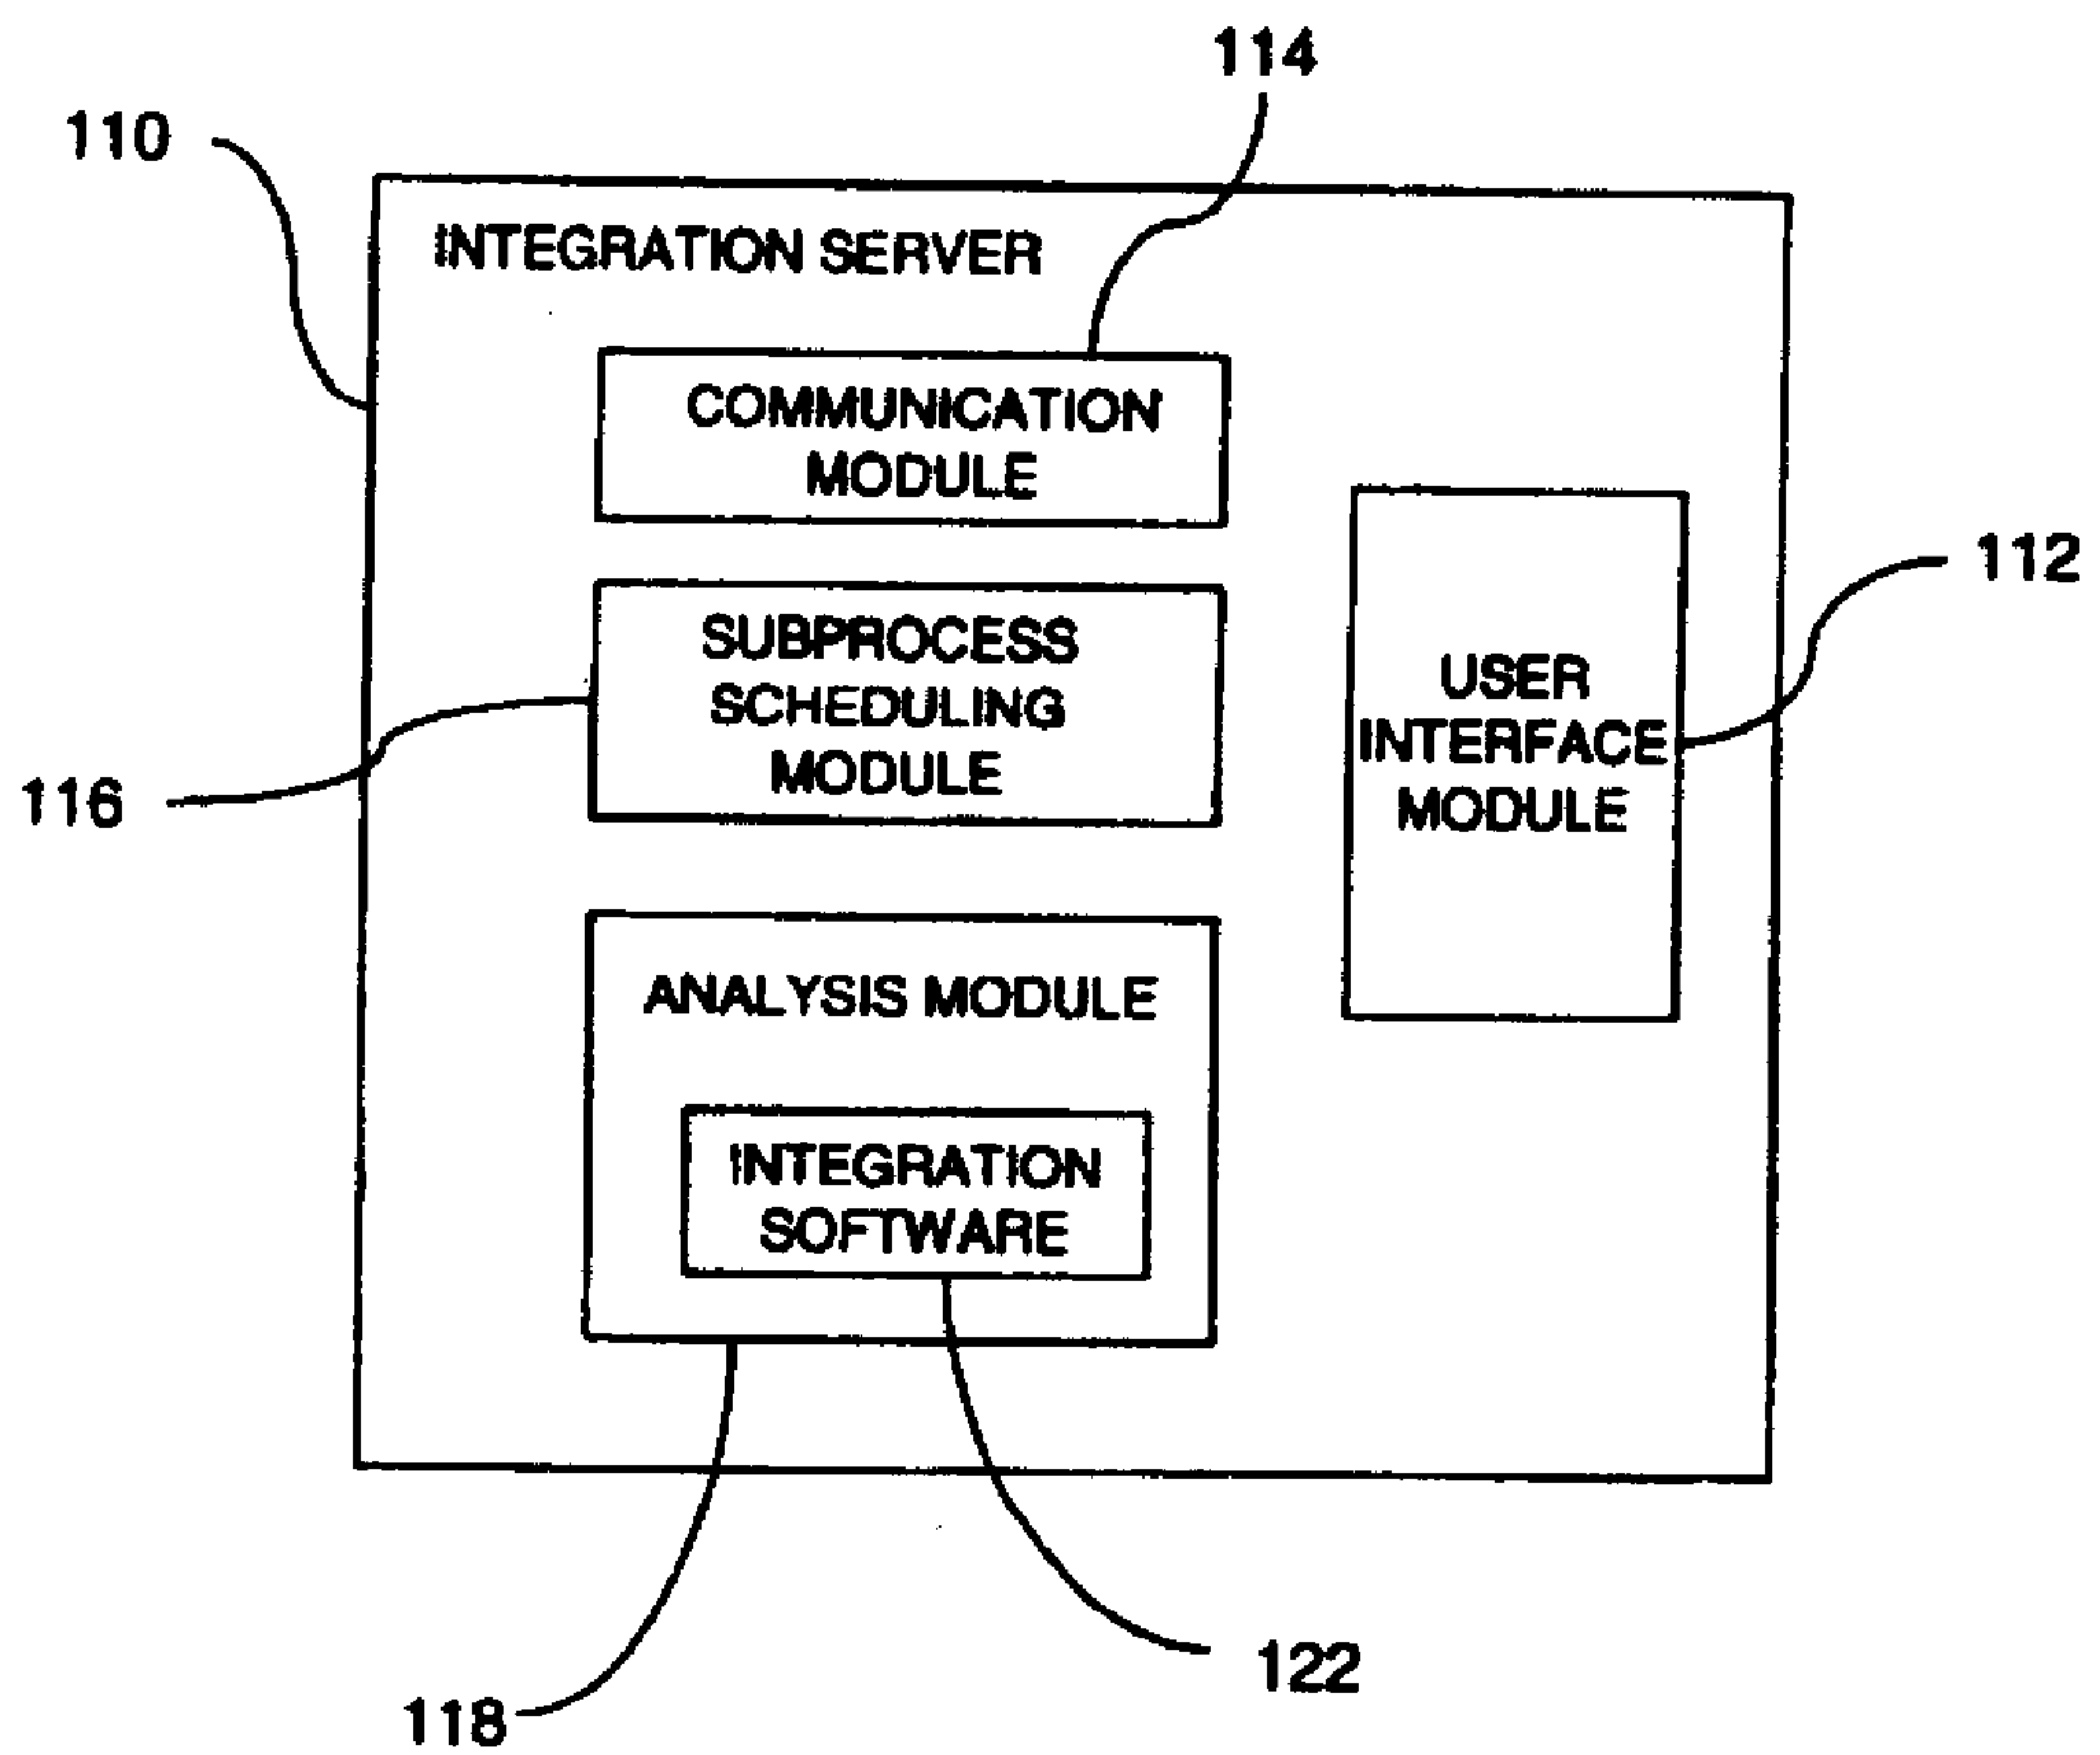 114
110
INTEGRATION SERVER
COMMUNICATION
MODULE
112
SUBPROCESS
SCHEDULING
MODULE
USER
INTERFACE
MODULE
116
ANALYSIS MODULE
INTEGRATION
SOFTWARE
122
118